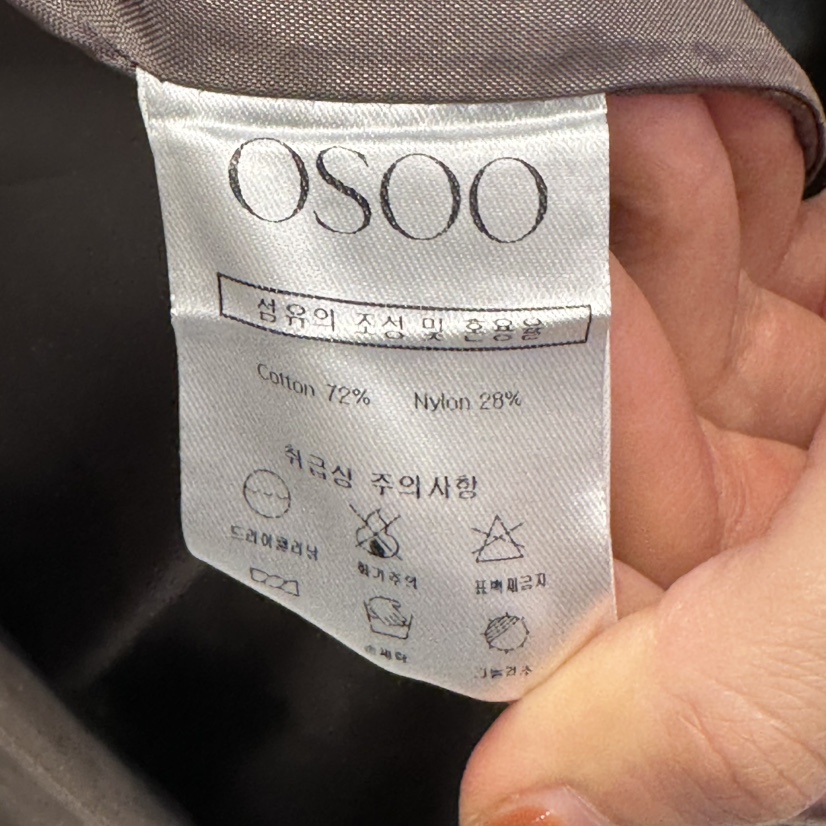 OSOO
섬유의 조성 및 혼용율
Cotton 72% Nylon 28%
취급상 주의사항
드라이클리닝
화기주의
표백제금지
손세탁
그늘건조